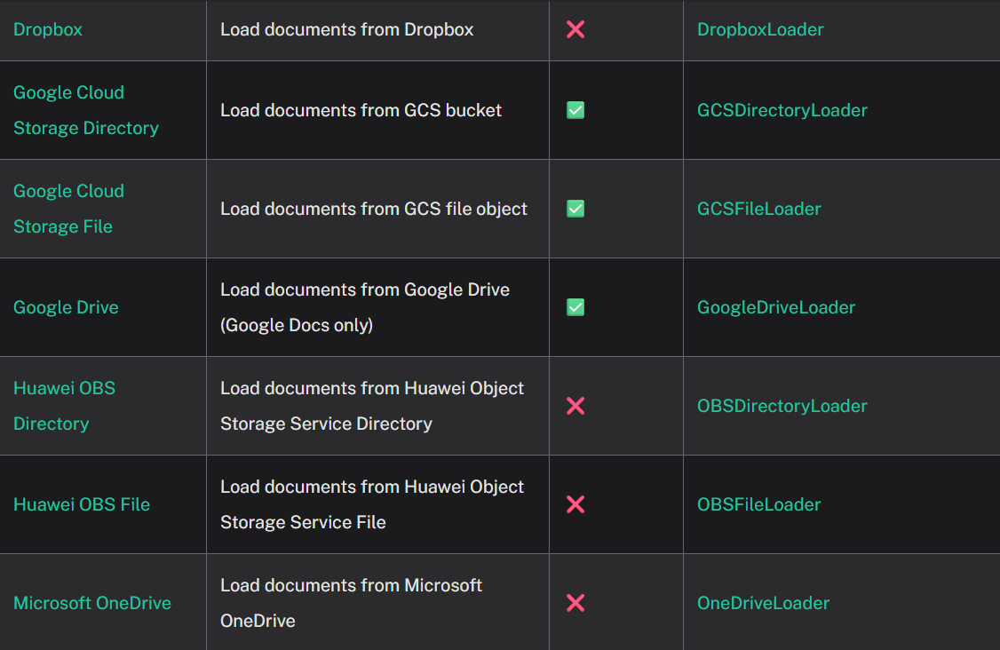 Dropbox
Load documents from Dropbox
❌
DropboxLoader
Google Cloud
Storage Directory
Load documents from GCS bucket
✅
GCSDirectoryLoader
Google Cloud
Storage File
Load documents from GCS file object
✅
GCSFileLoader
Google Drive
Load documents from Google Drive
(Google Docs only)
✅
GoogleDriveLoader
Huawei OBS
Directory
Load documents from Huawei Object
Storage Service Directory
❌
OBSDirectoryLoader
Huawei OBS File
Load documents from Huawei Object
Storage Service File
❌
OBSFileLoader
Microsoft OneDrive
Load documents from Microsoft
OneDrive
❌
OneDriveLoader